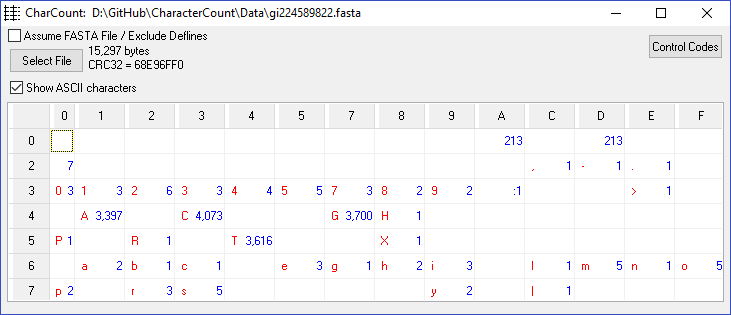 CharCount: D:\GitHub\CharacterCount\Data\gi224589822.fasta
Assume FASTA File / Exclude Deflines
Select File
15,297 bytes
CRC32 = 68E96FF0
Control Codes
Show ASCII characters
0 1 2 3 4 5 7 8 9 A C D E F
0 213 213
2 7 , 1 - 1 . 1
3 0 3 1 3 2 6 3 3 4 4 5 5 7 3 8 2 9 2 :1 > 1
4 A 3,397 C 4,073 G 3,700 H 1
5 P 1 R 1 T 3,616 X 1
6 a 2 b 1 c 1 e 3 g 1 h 2 i 3 l 1 m 5 n 1 o 5
7 p 2 r 3 s 5 y 2 | 1